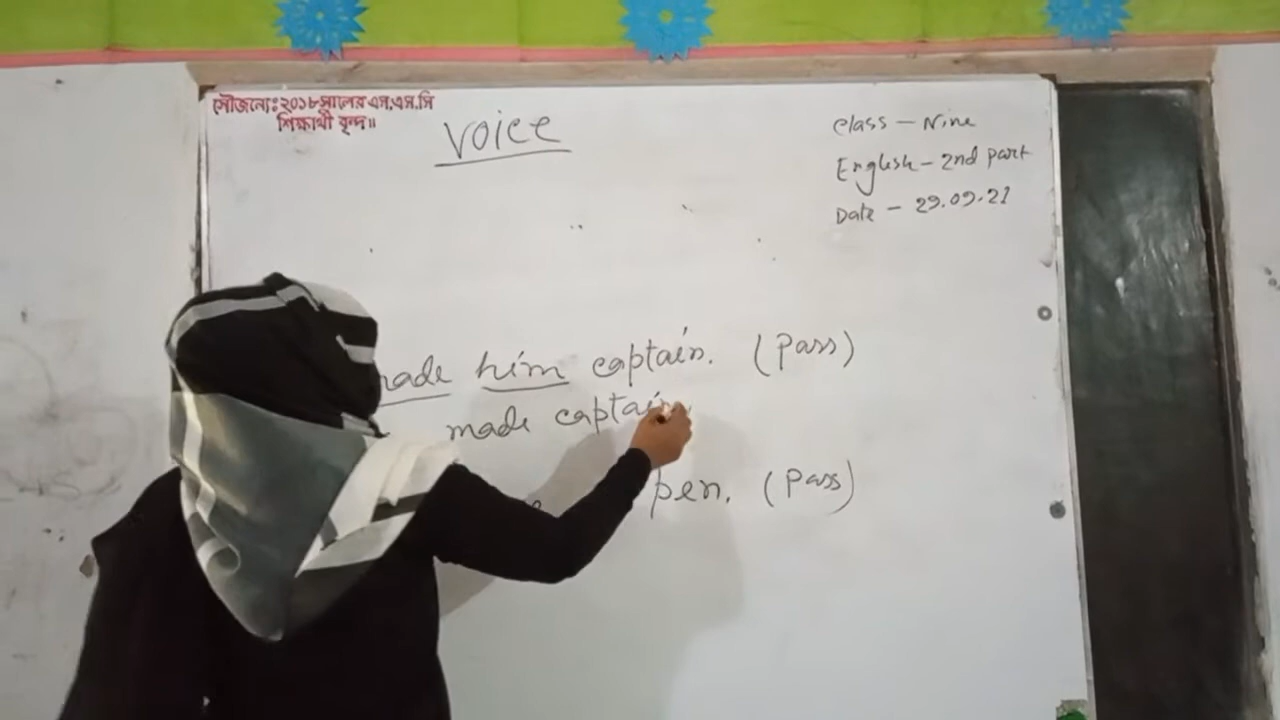 সৌজন্যেঃ২০১৮সালের এস.এস.সি
শিক্ষার্থী বৃন্দ॥
Voice
Class - Nine
English - 2nd part
Date - 29.09.21
made him captain. (Pass)
made captain
pen. (Pass)